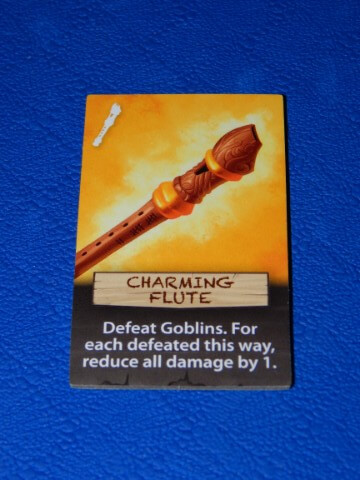 CHARMING
FLUTE
Defeat Goblins. For
each defeated this way,
reduce all damage by 1.